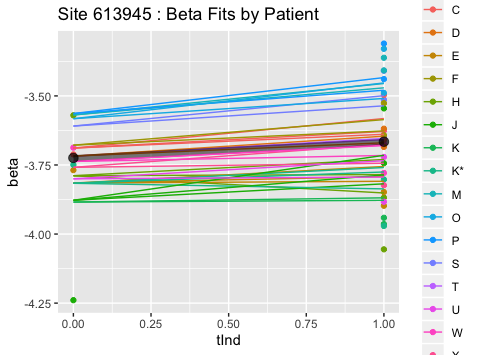 Site 613945 : Beta Fits by Patient
beta
-3.50
-3.75
-4.00
-4.25
0.00 0.25 0.50 0.75 1.00
tInd
C
D
E
F
H
J
K
K*
M
O
P
S
T
U
W